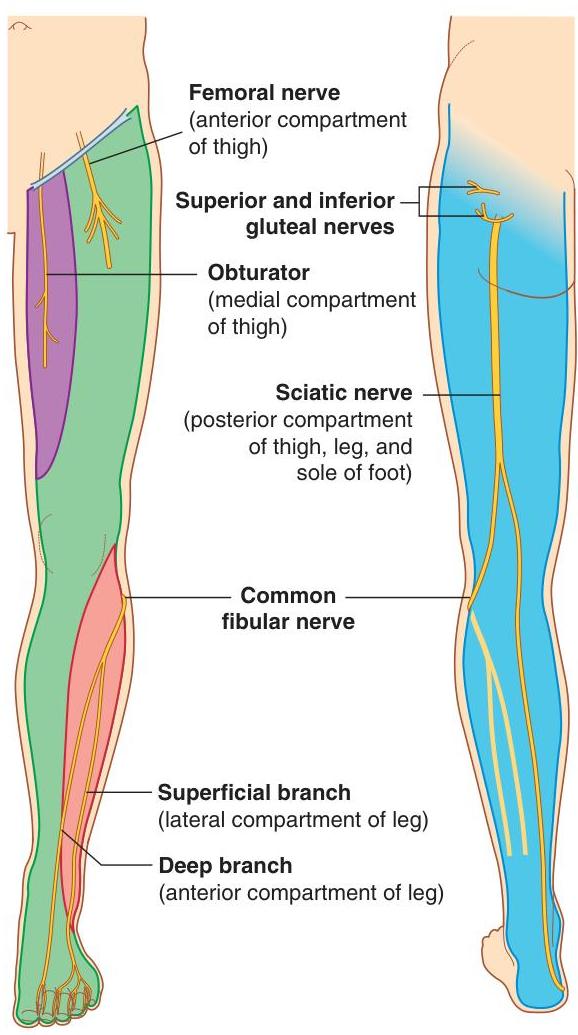 Femoral nerve
(anterior compartment
of thigh)
Superior and inferior
gluteal nerves
Obturator
(medial compartment
of thigh)
Sciatic nerve
(posterior compartment
of thigh, leg, and
sole of foot)
Common
fibular nerve
Superficial branch
(lateral compartment of leg)
Deep branch
(anterior compartment of leg)